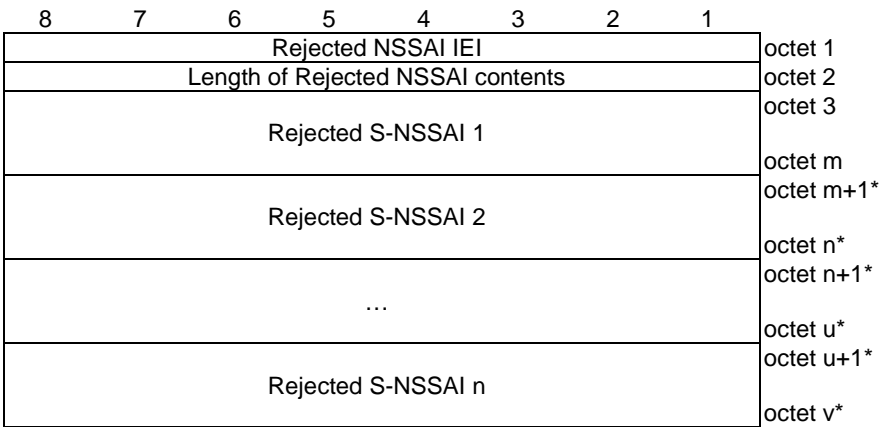 8 7 6 5 4 3 2 1
Rejected NSSAI IEI octet 1
Length of Rejected NSSAI contents octet 2
octet 3
Rejected S-NSSAI 1
octet m
octet m+1*
Rejected S-NSSAI 2
octet n*
octet n+1*
…
octet u*
octet u+1*
Rejected S-NSSAI n
octet v*